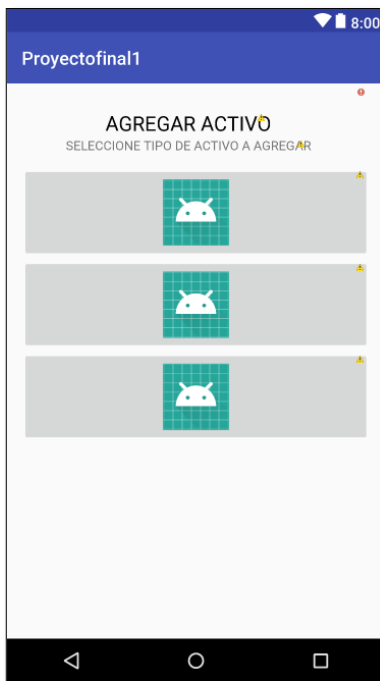 8:00
Proyectofinal1
AGREGAR ACTIVO
SELECCIONE TIPO DE ACTIVO A AGREGAR